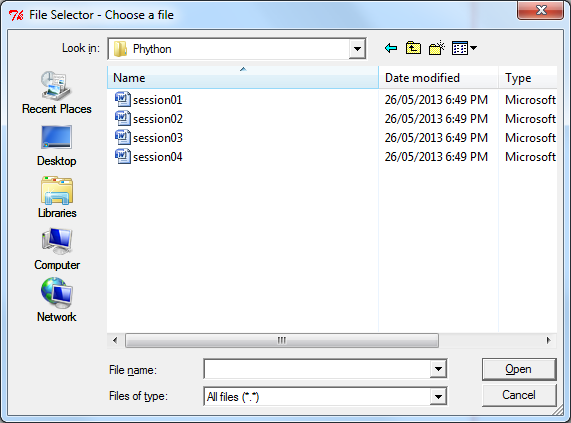 File Selector - Choose a file
Look in: Phython
Name Date modified Type
session01 26/05/2013 6:49 PM Microsoft
session02 26/05/2013 6:49 PM Microsoft
session03 26/05/2013 6:49 PM Microsoft
session04 26/05/2013 6:49 PM Microsoft
Recent Places
Desktop
Libraries
Computer
Network
File name: Open
Files of type: All files (*.*) Cancel